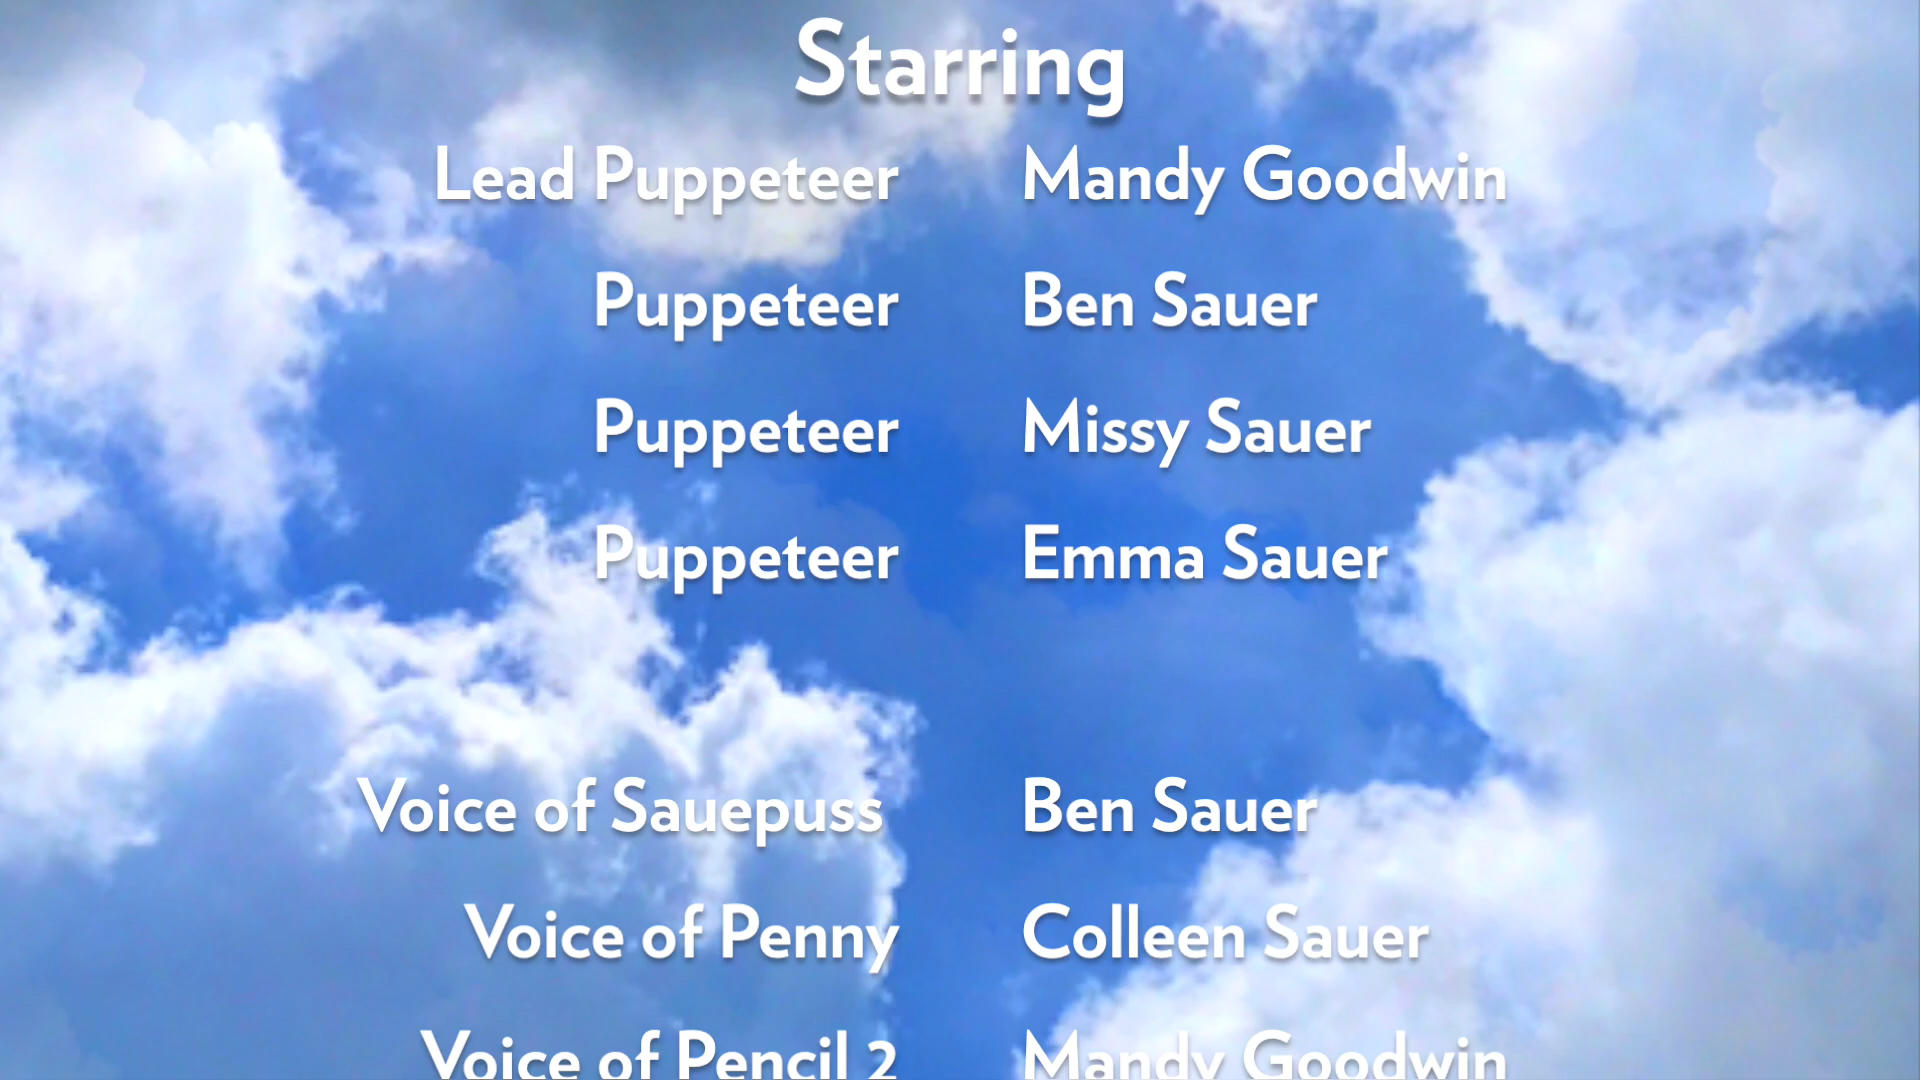 Starring
Lead Puppeteer Mandy Goodwin
Puppeteer Ben Sauer
Puppeteer Missy Sauer
Puppeteer Emma Sauer
Voice of Sauepuss Ben Sauer
Voice of Penny Colleen Sauer
Voice of Pencil 2 Mandy Goodwin